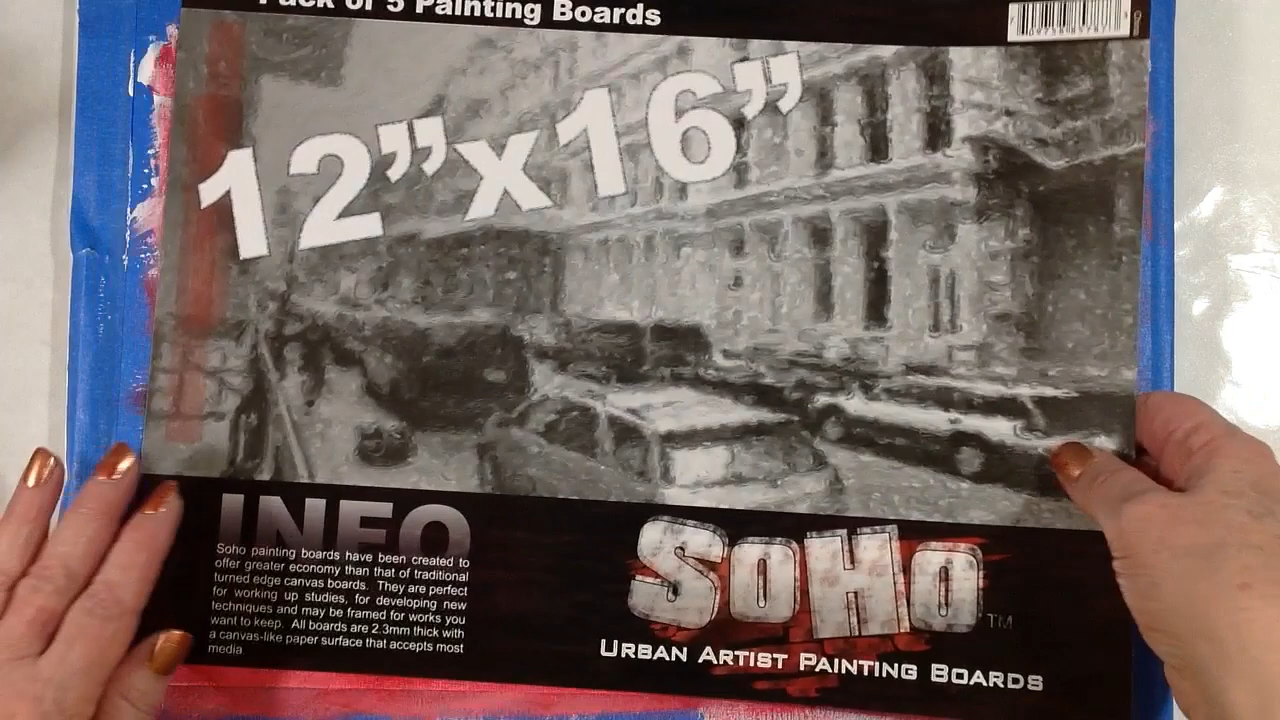 Pack of 5 Painting Boards
12”x16”
INFO
Soho painting boards have been created to
offer greater economy than that of traditional
turned edge canvas boards. They are perfect
for working up studies, for developing new
techniques and may be framed for works you
want to keep. All boards are 2.3mm thick with
a canvas-like paper surface that accepts most
media
SoHo TM
URBAN ARTIST PAINTING BOARDS